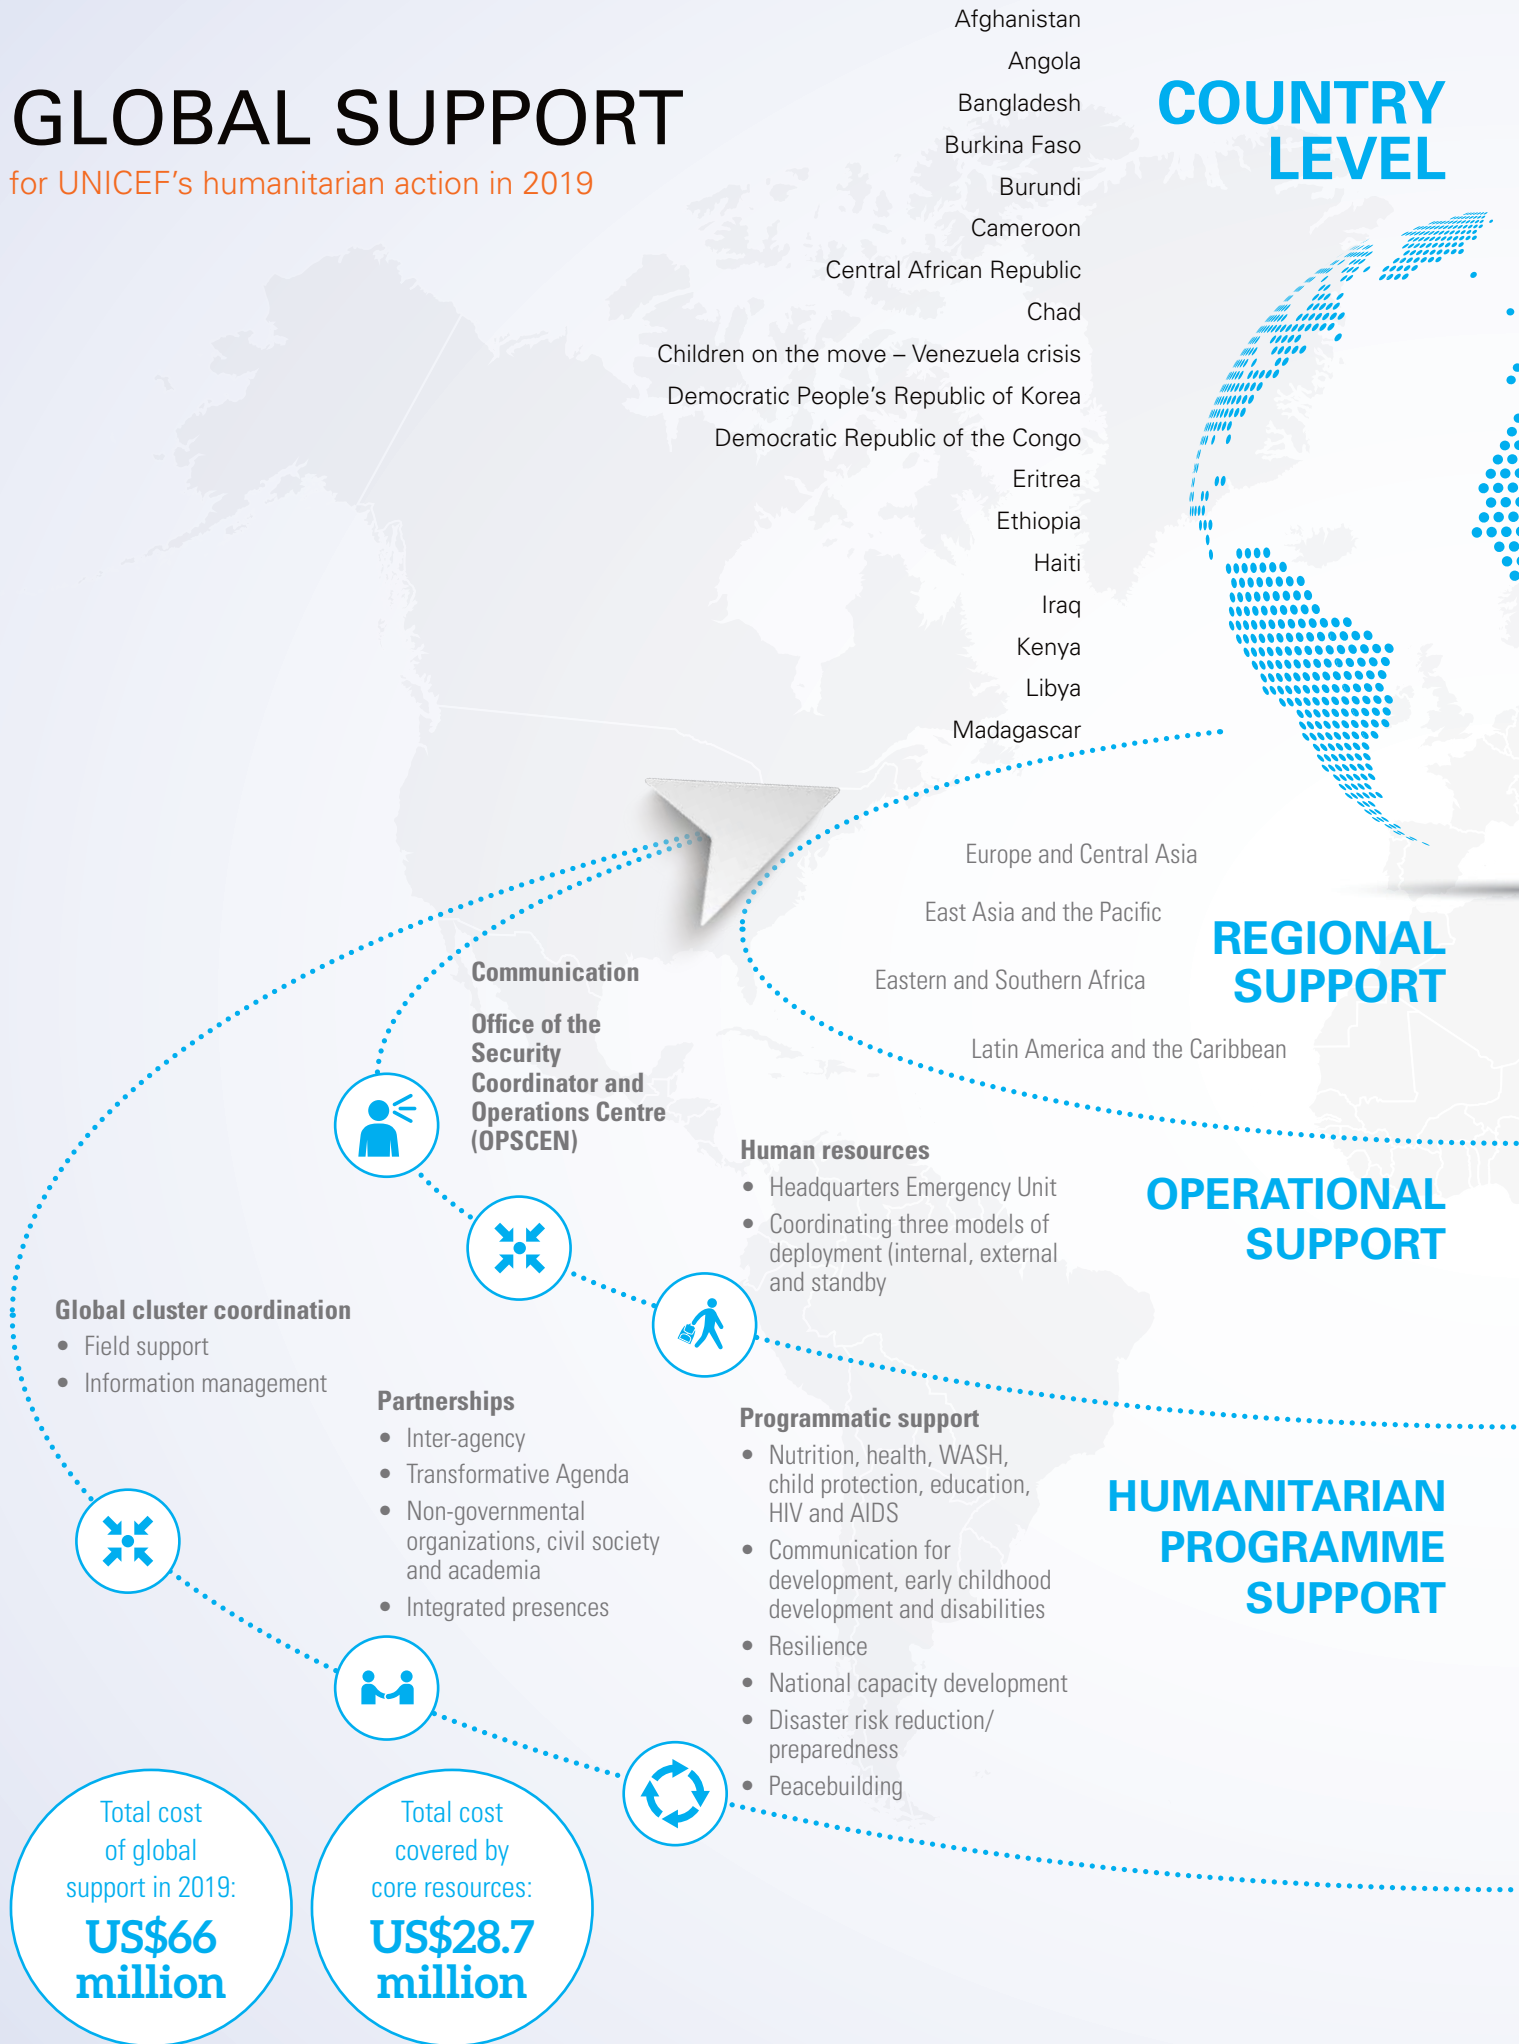 GLOBAL SUPPORT
for UNICEF's humanitarian action in 2019
Afghanistan
Angola
Bangladesh
Burkina Faso
Burundi
Cameroon
Central African Republic
Chad
Children on the move – Venezuela crisis
Democratic People's Republic of Korea
Democratic Republic of the Congo
Eritrea
Ethiopia
Haiti
Iraq
Kenya
Libya
Madagascar
COUNTRY
LEVEL
Europe and Central Asia
East Asia and the Pacific
Eastern and Southern Africa
Latin America and the Caribbean
REGIONAL
SUPPORT
Communication
Office of the
Security
Coordinator and
Operations Centre
(OPSCEN)
Human resources
• Headquarters Emergency Unit
• Coordinating three models of
deployment (internal, external
and standby
OPERATIONAL
SUPPORT
Global cluster coordination
• Field support
• Information management
Partnerships
• Inter-agency
• Transformative Agenda
• Non-governmental
organizations, civil society
and academia
• Integrated presences
Programmatic support
• Nutrition, health, WASH,
child protection, education,
HIV and AIDS
• Communication for
development, early childhood
development and disabilities
• Resilience
• National capacity development
• Disaster risk reduction/
preparedness
• Peacebuilding
HUMANITARIAN
PROGRAMME
SUPPORT
Total cost
of global
support in 2019:
US$66
million
Total cost
covered by
core resources:
US$28.7
million